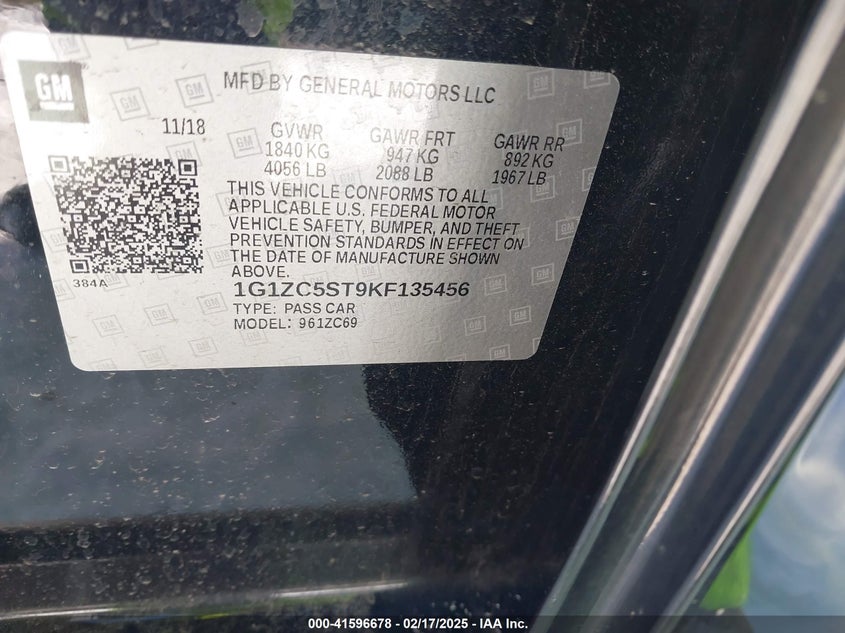 GM
MFD BY GENERAL MOTORS LLC
11/18
GVWR
1840 KG
4056 LB
GAWR FRT
947 KG
2088 LB
GAWR RR
892 KG
1967 LB
THIS VEHICLE CONFORMS TO ALL
APPLICABLE U.S. FEDERAL MOTOR
VEHICLE SAFETY, BUMPER, AND THEFT
PREVENTION STANDARDS IN EFFECT ON
THE DATE OF MANUFACTURE SHOWN
ABOVE.
384A
1G1ZC5ST9KF135456
TYPE: PASS CAR
MODEL: 961ZC69
000-41596678 - 02/17/2025 - IAA Inc.